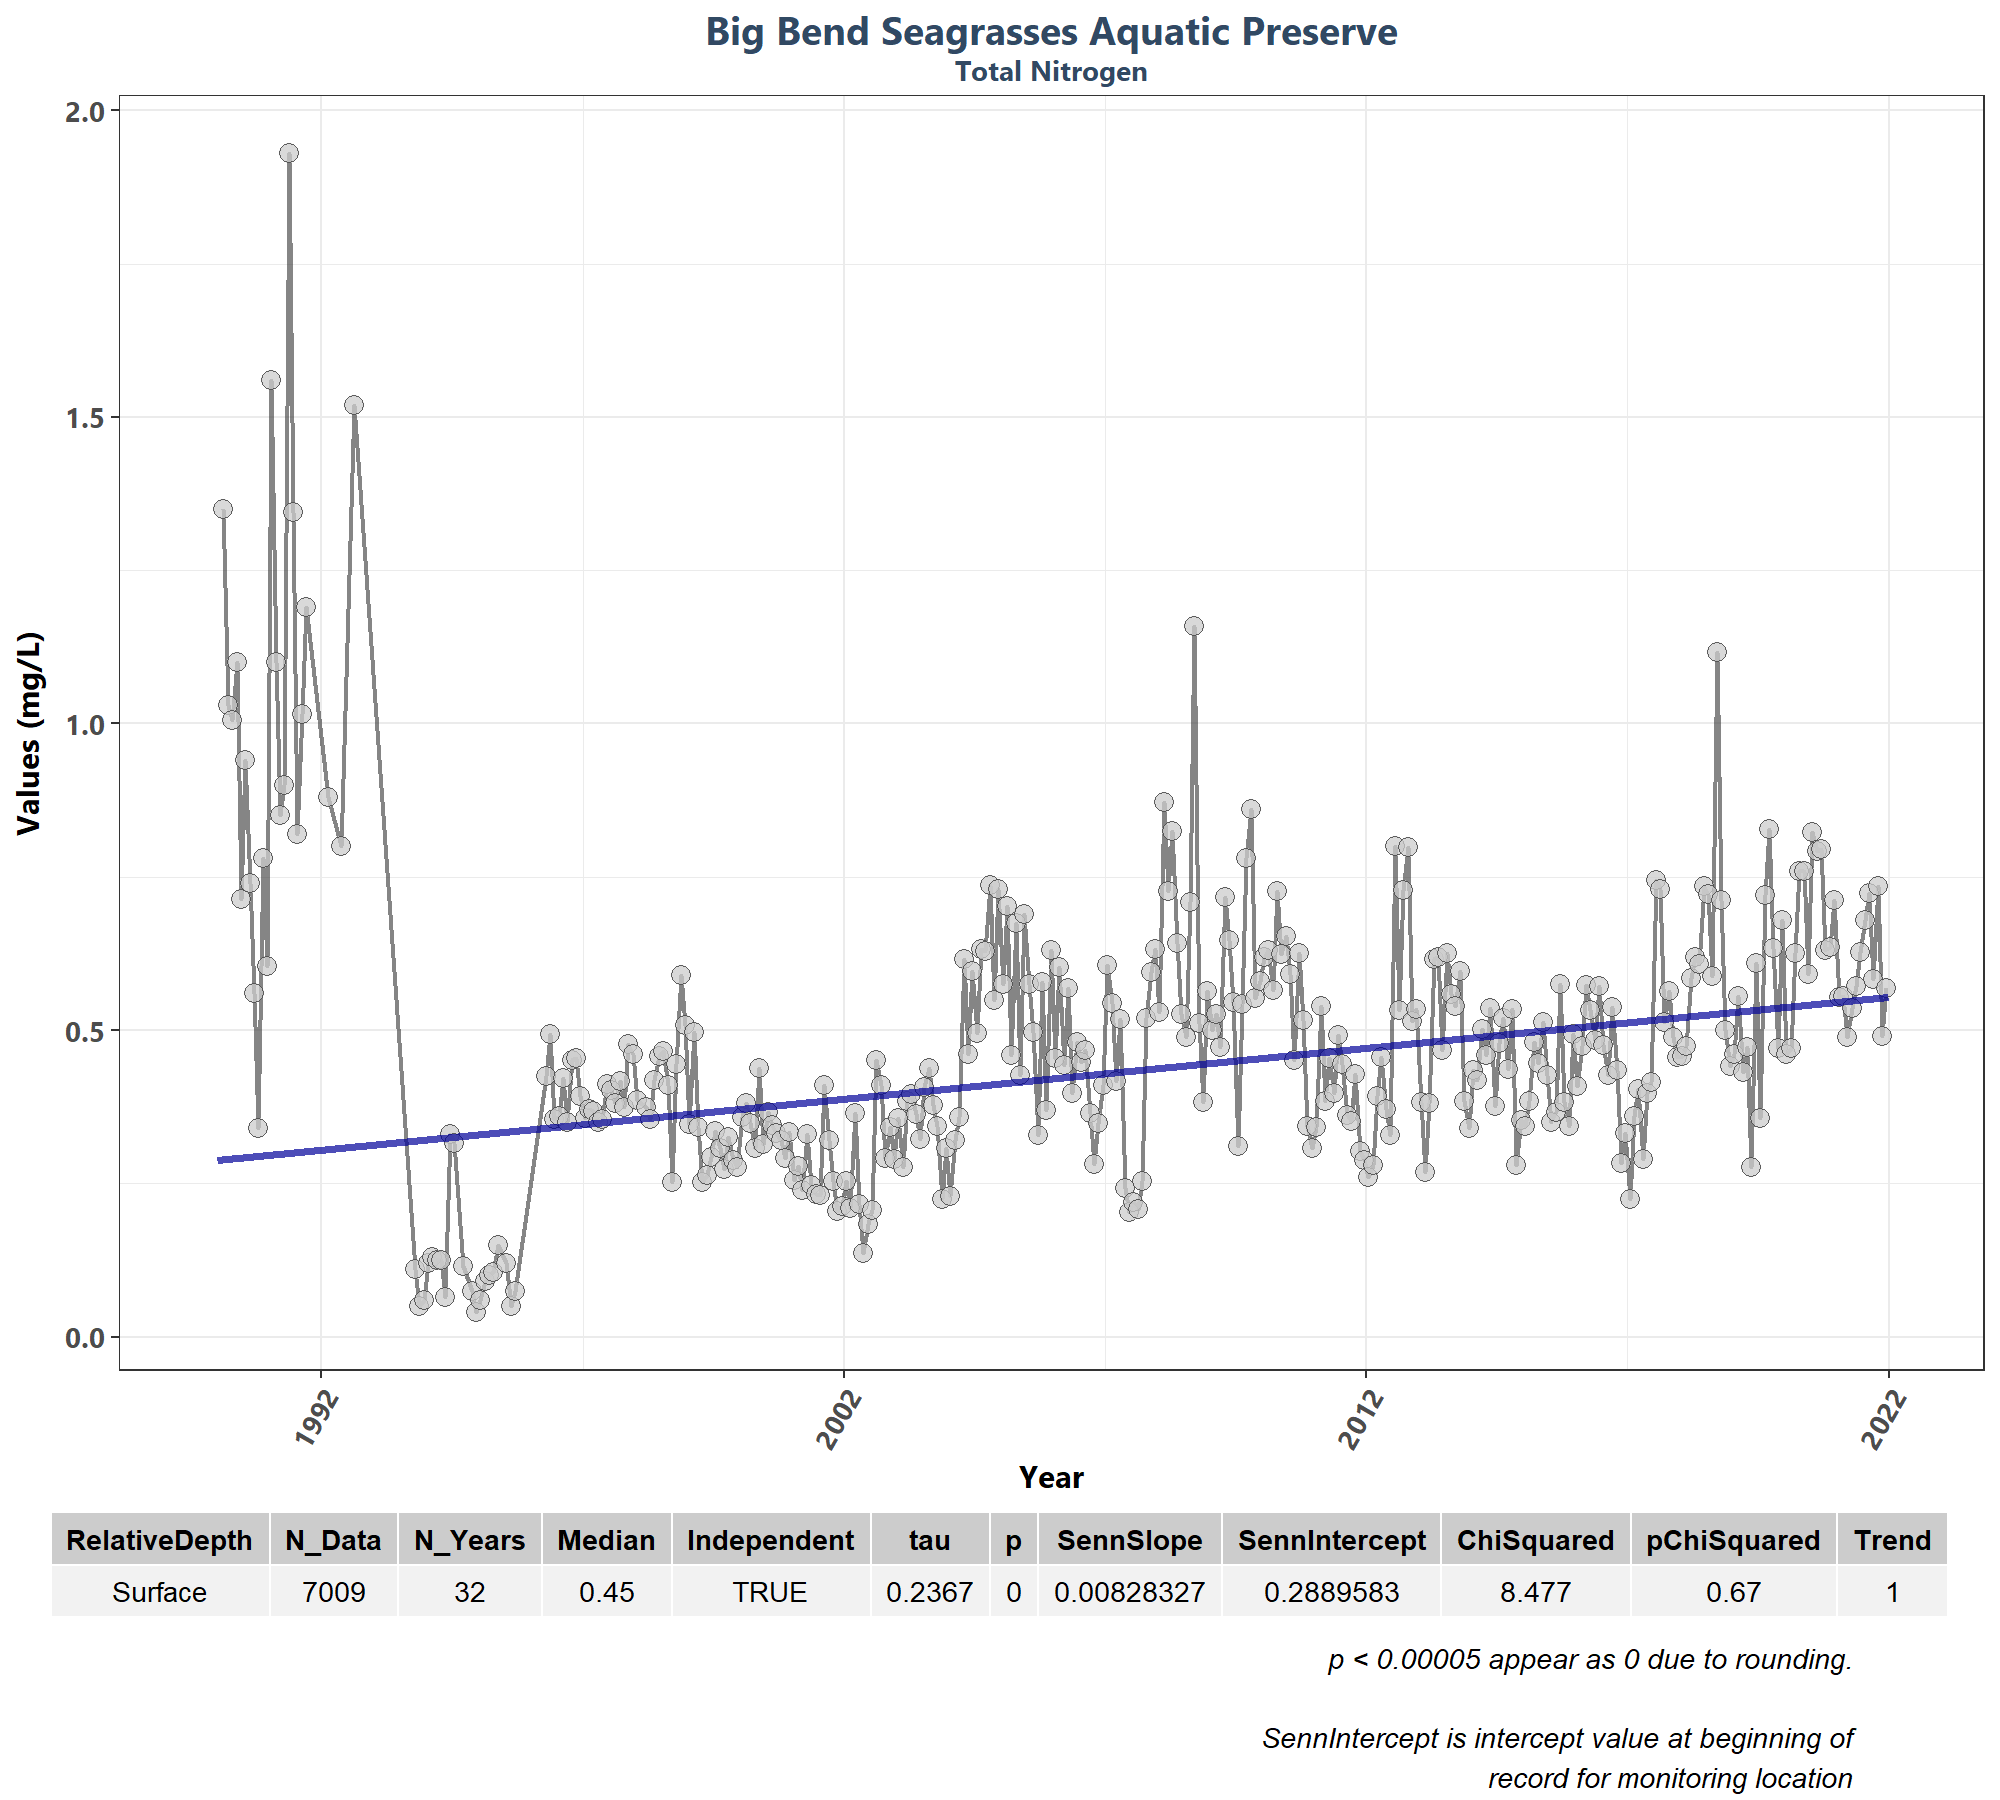 Big Bend Seagrasses Aquatic Preserve
Total Nitrogen
Values (mg/L)
2.0
1.5
1.0
0.5
0.0
1992
2002
2012
2022
Year
RelativeDepth N_Data N_Years Median Independent tau p SennSlope SennIntercept ChiSquared pChiSquared Trend
Surface 7009 32 0.45 TRUE 0.2367 0 0.00828327 0.2889583 8.477 0.67 1
p < 0.00005 appear as 0 due to rounding.
SennIntercept is intercept value at beginning of
record for monitoring location